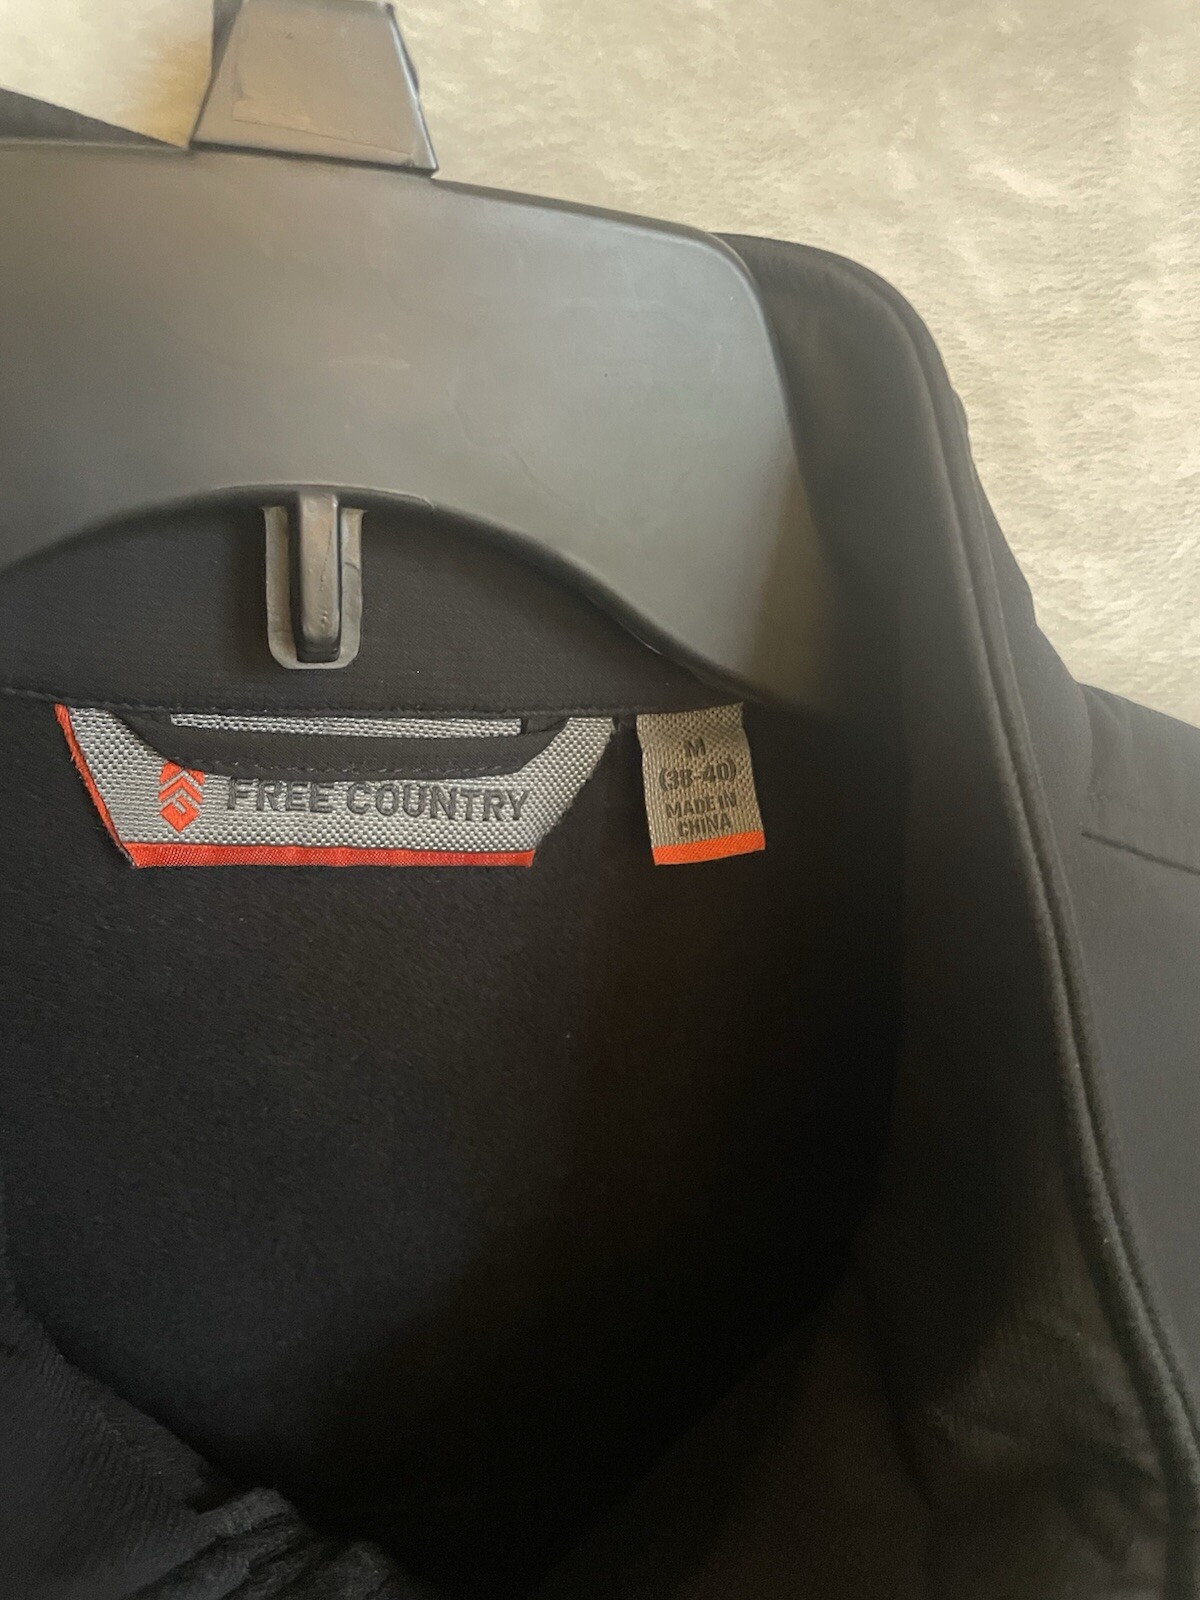 FREE COUNTRY
M
(38-40)
MADE IN
CHINA